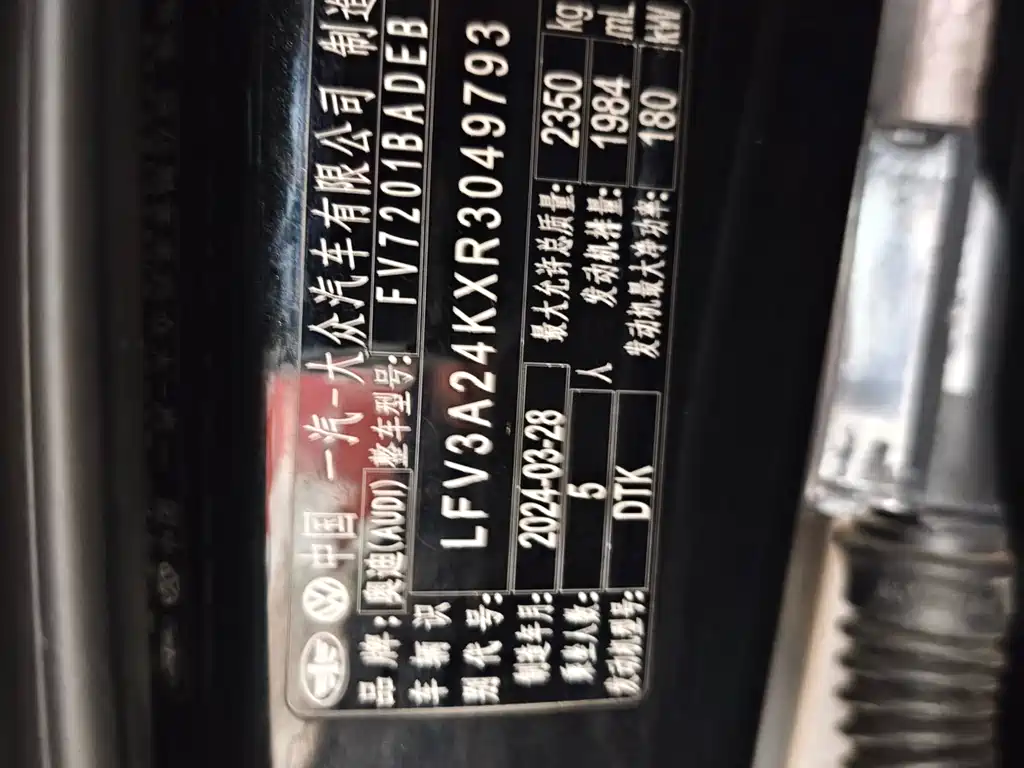 中国 一汽-大众汽车有限公司 制造
品 牌: 奥迪(AUDI) 整车型号: FV7201BADEB
车 辆 识
别 代 号: LFV3A24KXR3049793
制造年月: 2024-03-28 最大允许总质量: 2350 kg
乘坐人数: 5 人 发动机排量: 1984 mL
发动机型号: DTK 发动机最大净功率: 180 kW